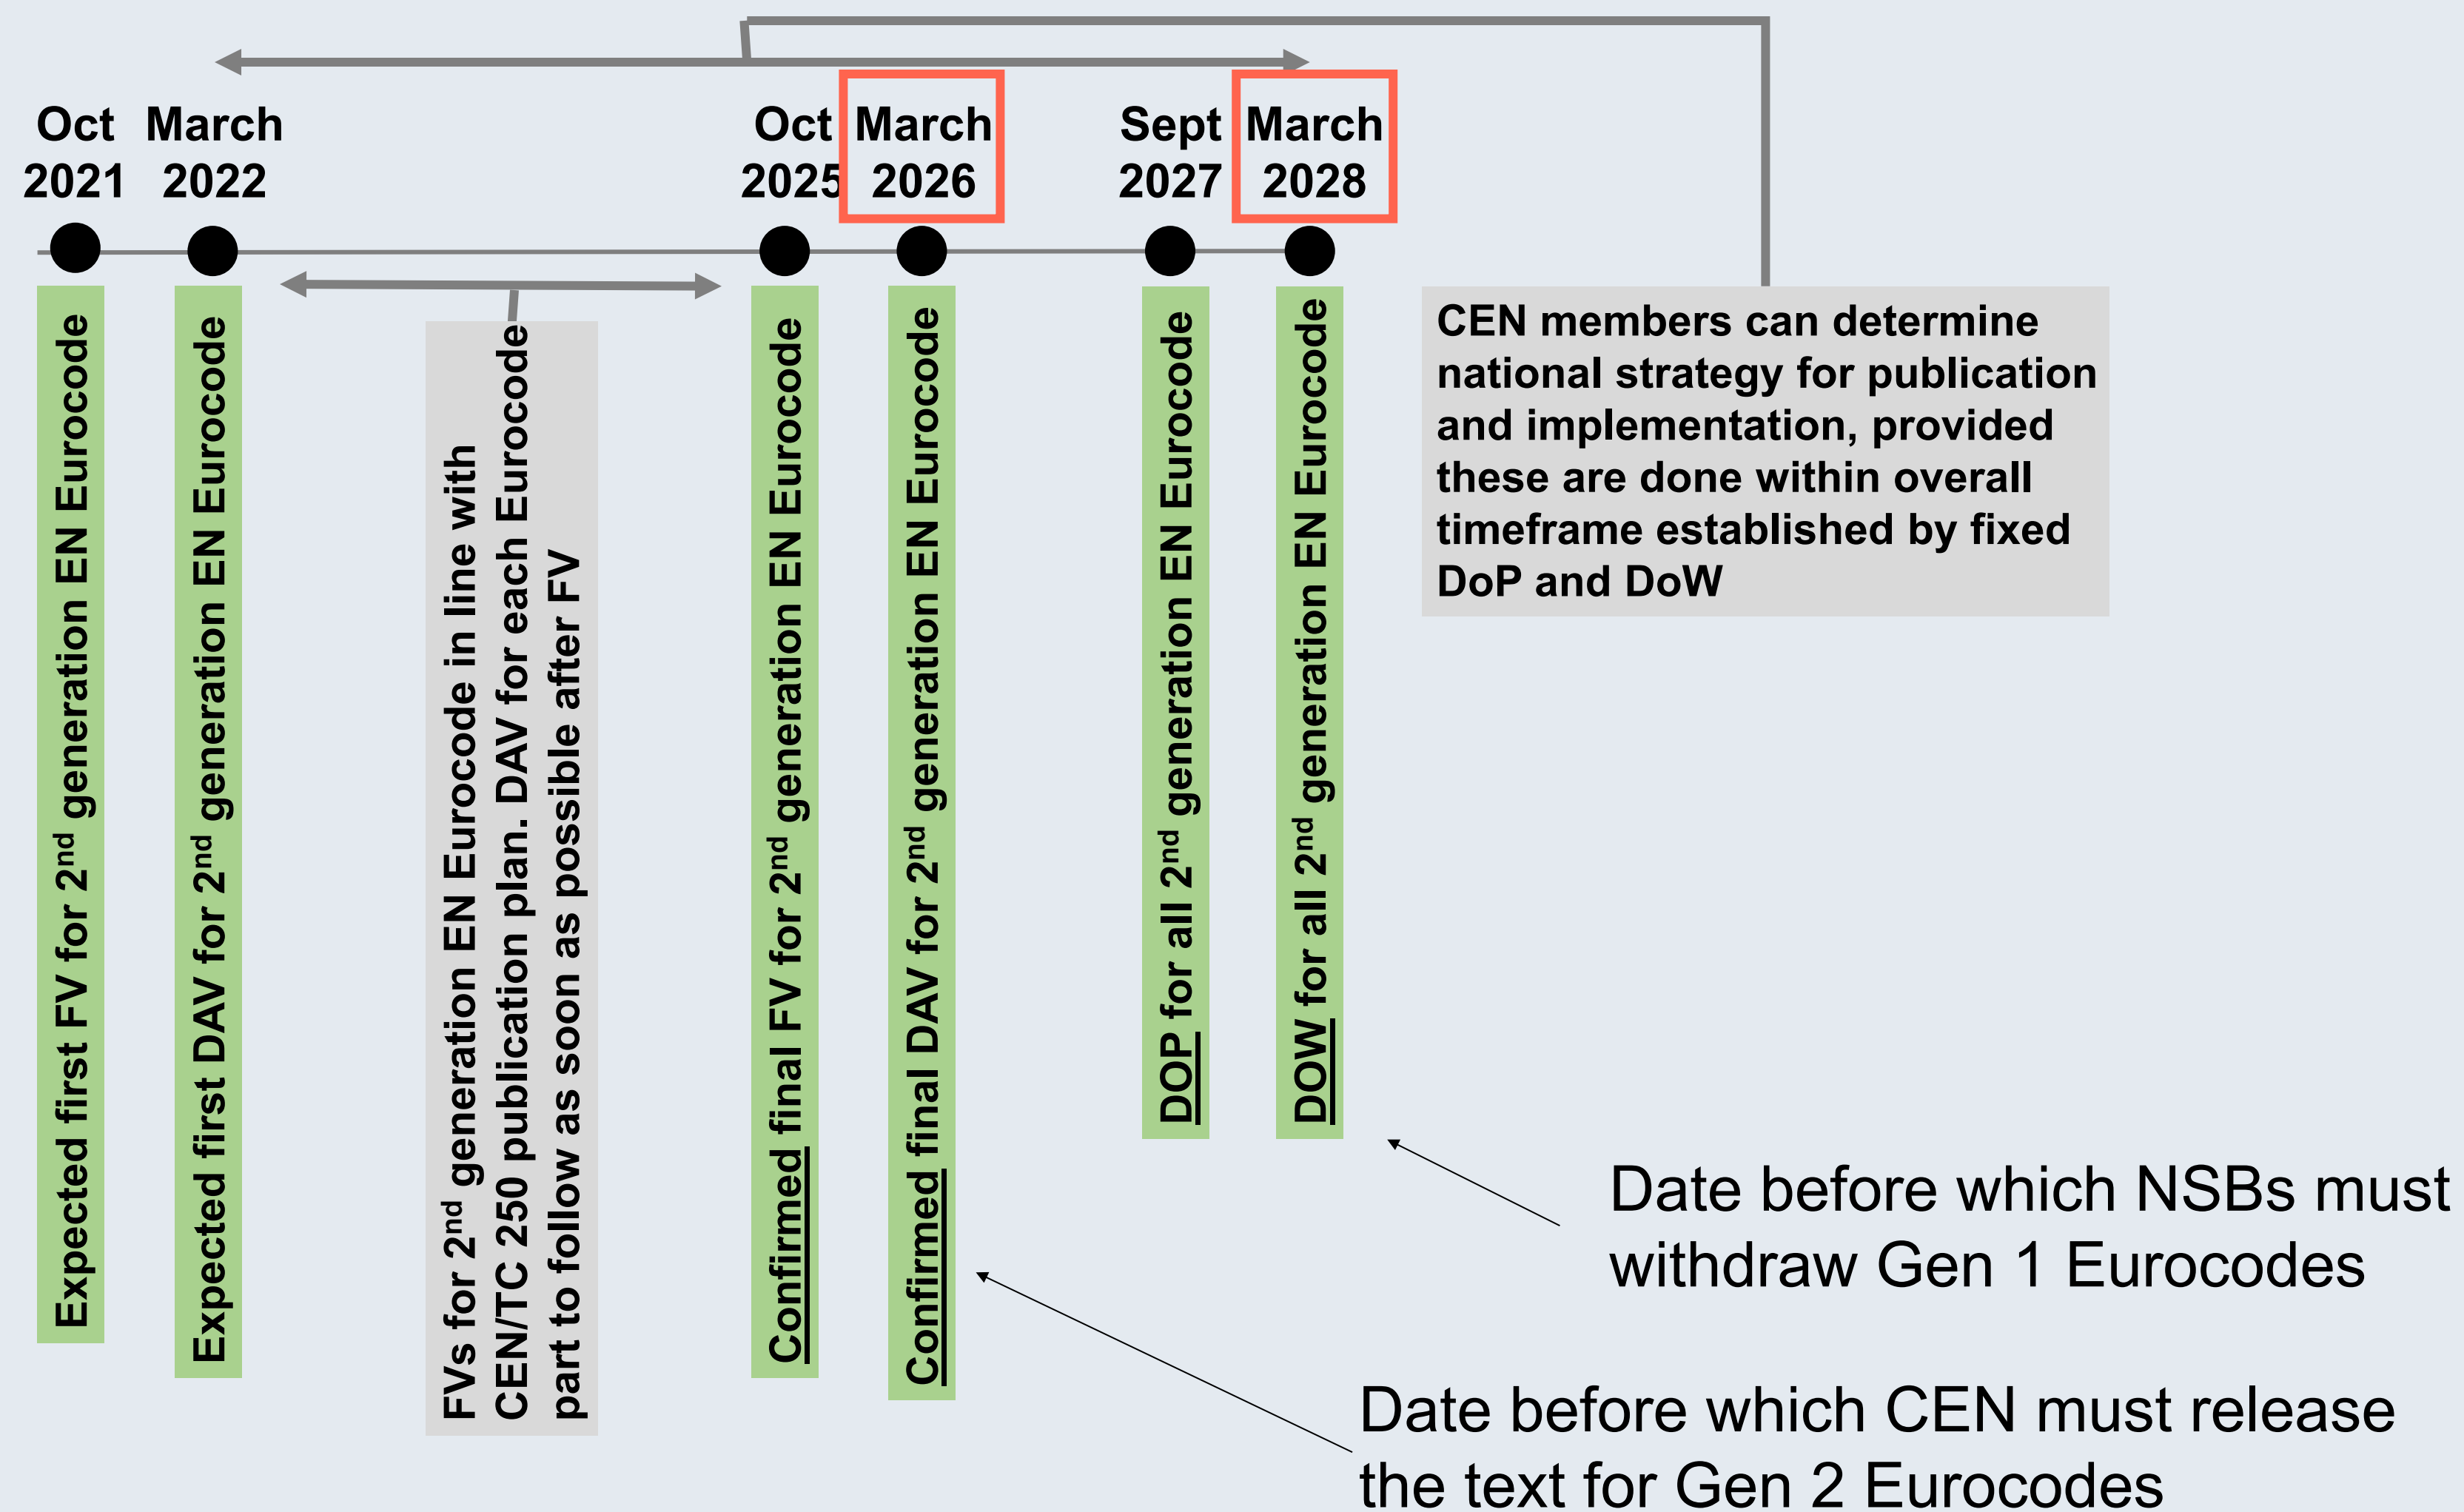 Oct
2021
March
2022
Oct
2025
March
2026
Sept
2027
March
2028
Expected first FV for 2nd generation EN Eurocode
Expected first DAV for 2nd generation EN Eurocode
FVs for 2nd generation EN Eurocode in line with
CEN/TC 250 publication plan. DAV for each Eurocode
part to follow as soon as possible after FV
Confirmed final FV for 2nd generation EN Eurocode
Confirmed final DAV for 2nd generation EN Eurocode
DOP for all 2nd generation EN Eurocode
DOW for all 2nd generation EN Eurocode
CEN members can determine
national strategy for publication
and implementation, provided
these are done within overall
timeframe established by fixed
DoP and DoW
Date before which NSBs must
withdraw Gen 1 Eurocodes
Date before which CEN must release
the text for Gen 2 Eurocodes